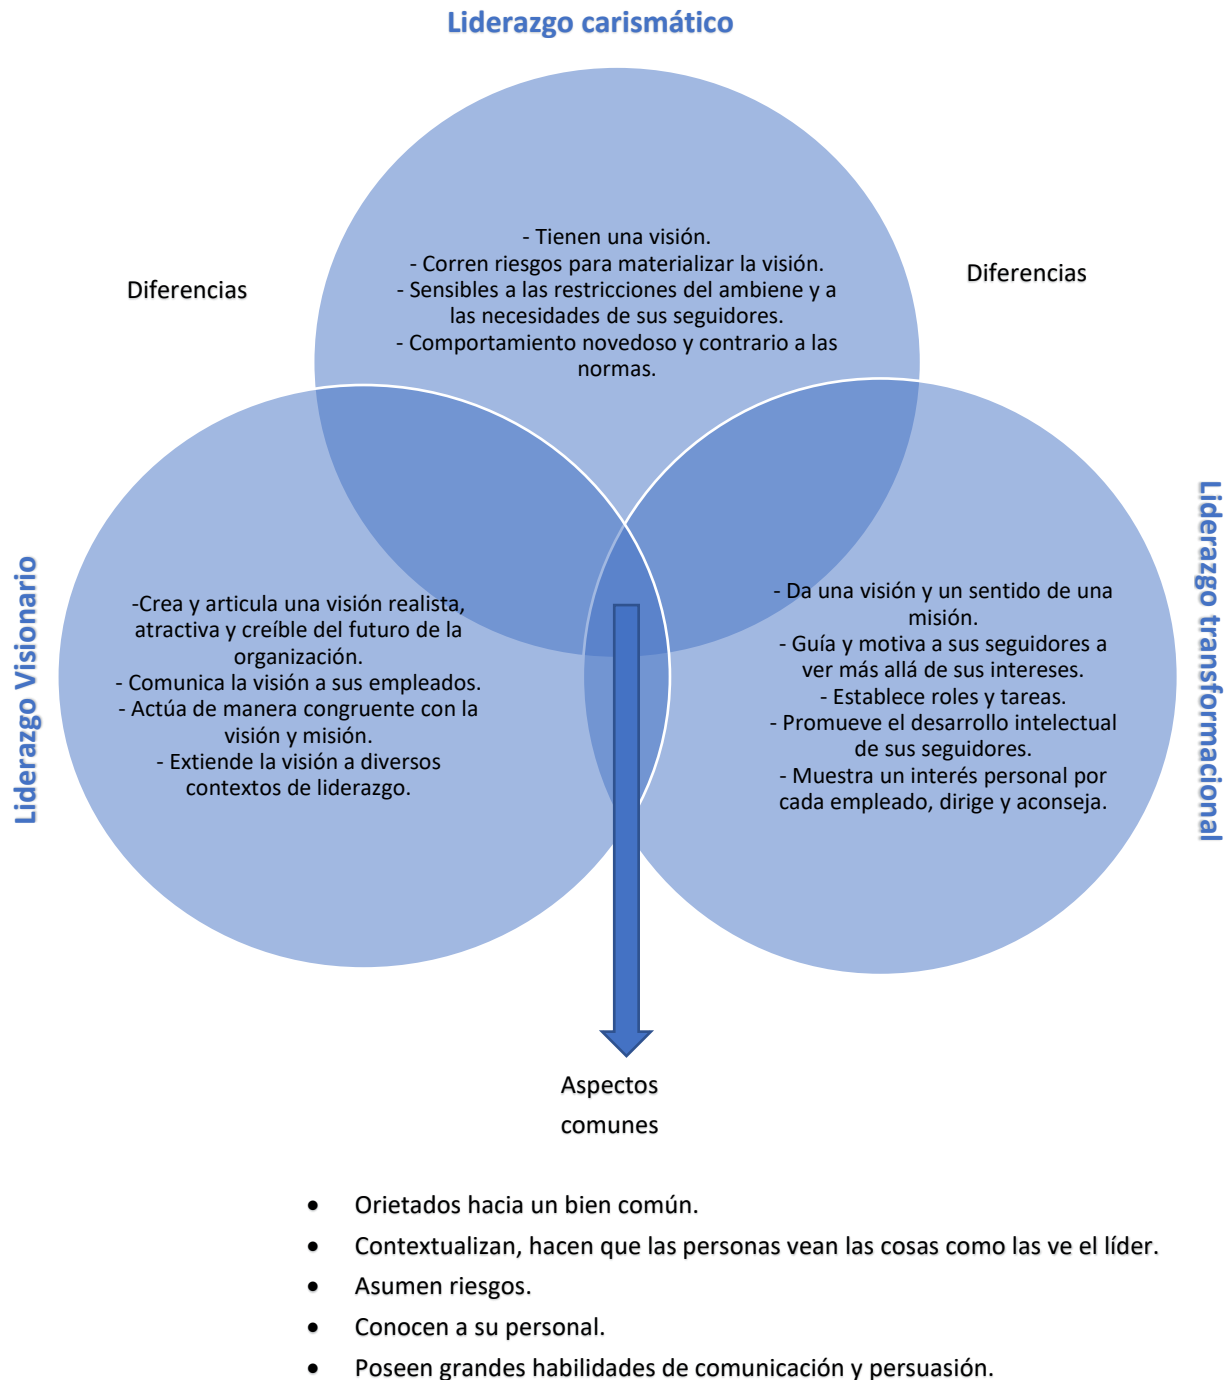 Liderazgo carismático
- Tienen una visión.
- Corren riesgos para materializar la visión.
- Sensibles a las restricciones del ambiene y a
las necesidades de sus seguidores.
- Comportamiento novedoso y contrario a las
normas.
Diferencias
Diferencias
Liderazgo Visionario
-Crea y articula una visión realista,
atractiva y creíble del futuro de la
organización.
- Comunica la visión a sus empleados.
- Actúa de manera congruente con la
visión y misión.
- Extiende la visión a diversos
contextos de liderazgo.
- Da una visión y un sentido de una
misión.
- Guía y motiva a sus seguidores a
ver más allá de sus intereses.
- Establece roles y tareas.
- Promueve el desarrollo intelectual
de sus seguidores.
- Muestra un interés personal por
cada empleado, dirige y aconseja.
Liderazgo transformacional
Aspectos
comunes
• Orietados hacia un bien común.
• Contextualizan, hacen que las personas vean las cosas como las ve el líder.
• Asumen riesgos.
• Conocen a su personal.
• Poseen grandes habilidades de comunicación y persuasión.